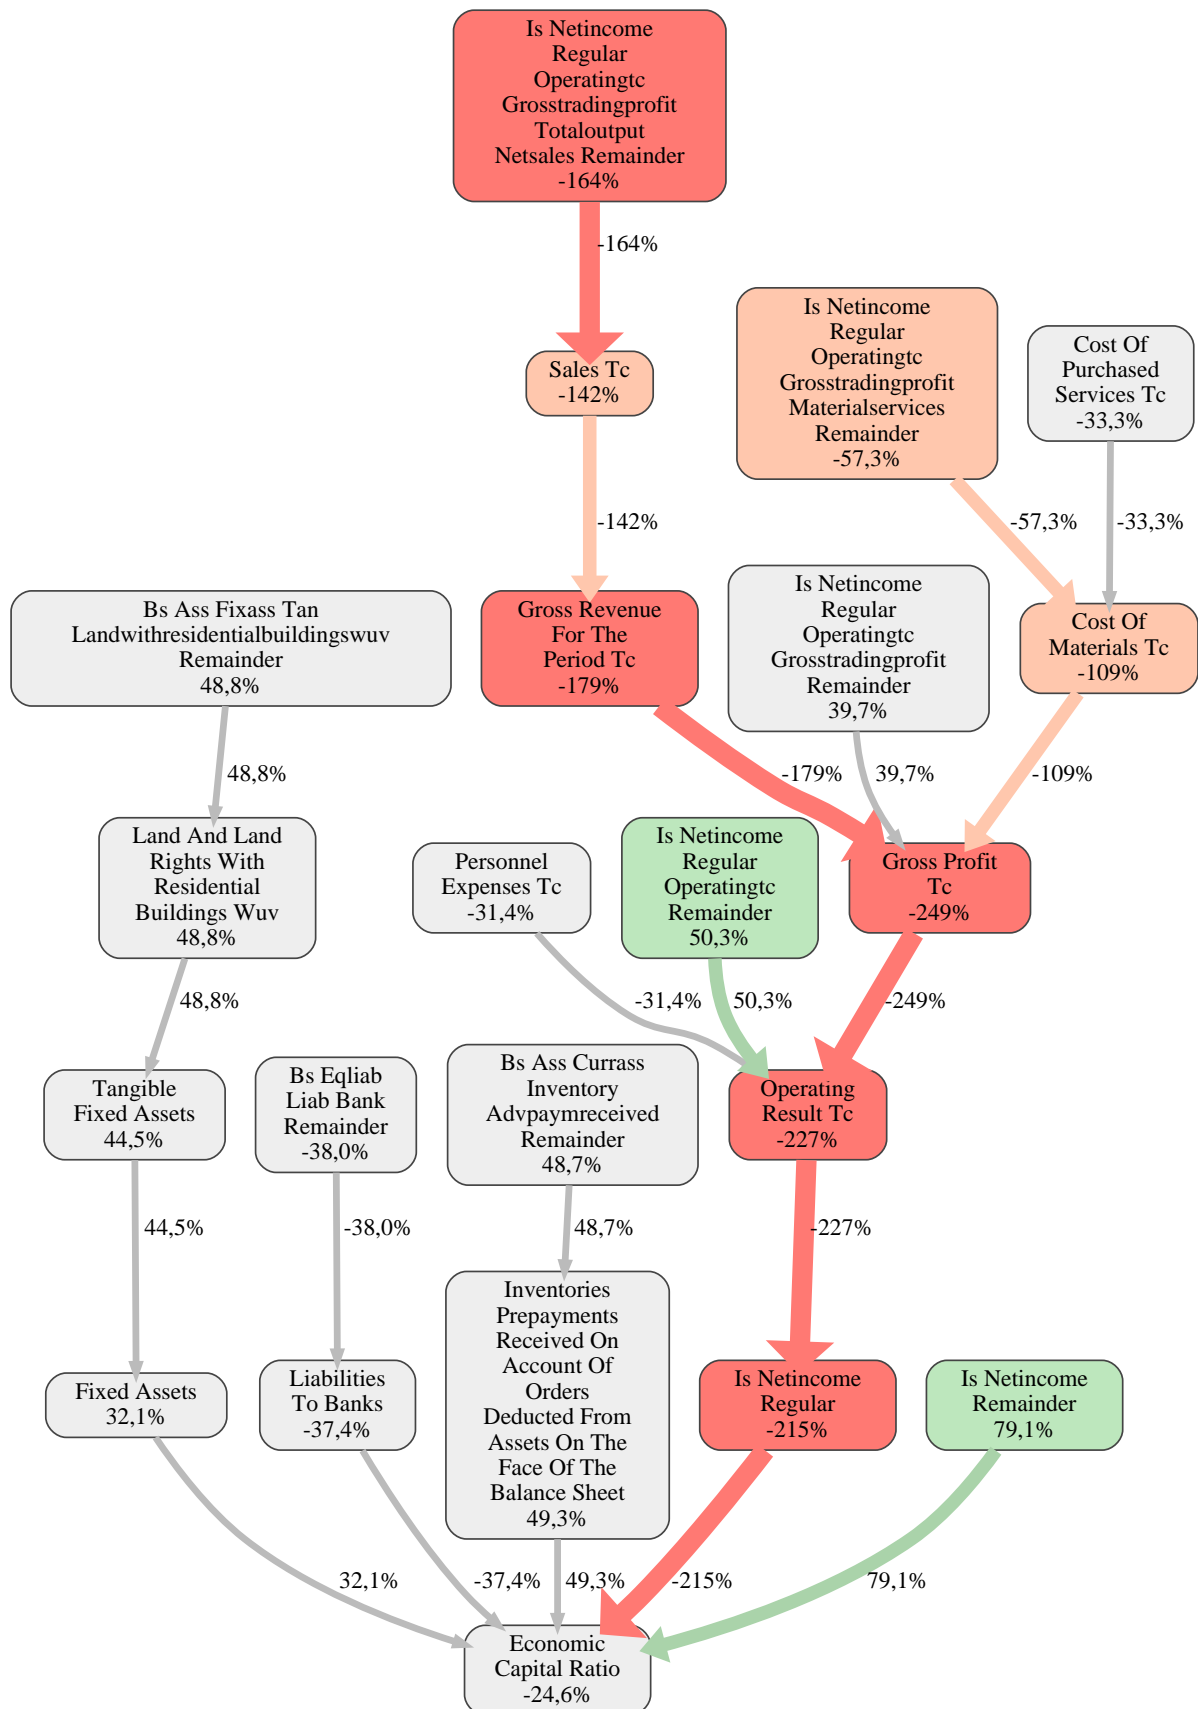 Is Netincome
Regular
Operatingtc
Grosstradingprofit
Totaloutput
Netsales Remainder
-164%
-164%
Sales Tc
-142%
Is Netincome
Regular
Operatingtc
Grosstradingprofit
Materialservices
Remainder
-57,3%
Cost Of
Purchased
Services Tc
-33,3%
-142%
-57,3%
-33,3%
Bs Ass Fixass Tan
Landwithresidentialbuildingswuv
Remainder
48,8%
Gross Revenue
For The
Period Tc
-179%
Is Netincome
Regular
Operatingtc
Grosstradingprofit
Remainder
39,7%
Cost Of
Materials Tc
-109%
48,8%
-179%
39,7%
-109%
Land And Land
Rights With
Residential
Buildings Wuv
48,8%
Personnel
Expenses Tc
-31,4%
Is Netincome
Regular
Operatingtc
Remainder
50,3%
Gross Profit
Tc
-249%
48,8%
-31,4%
50,3%
-249%
Tangible
Fixed Assets
44,5%
Bs Eqliab
Liab Bank
Remainder
-38,0%
Bs Ass Currass
Inventory
Advpaymreceived
Remainder
48,7%
Operating
Result Tc
-227%
44,5%
-38,0%
48,7%
-227%
Fixed Assets
32,1%
Liabilities
To Banks
-37,4%
Inventories
Prepayments
Received On
Account Of
Orders
Deducted From
Assets On The
Face Of The
Balance Sheet
49,3%
Is Netincome
Regular
-215%
Is Netincome
Remainder
79,1%
32,1%
-37,4%
49,3%
-215%
79,1%
Economic
Capital Ratio
-24,6%